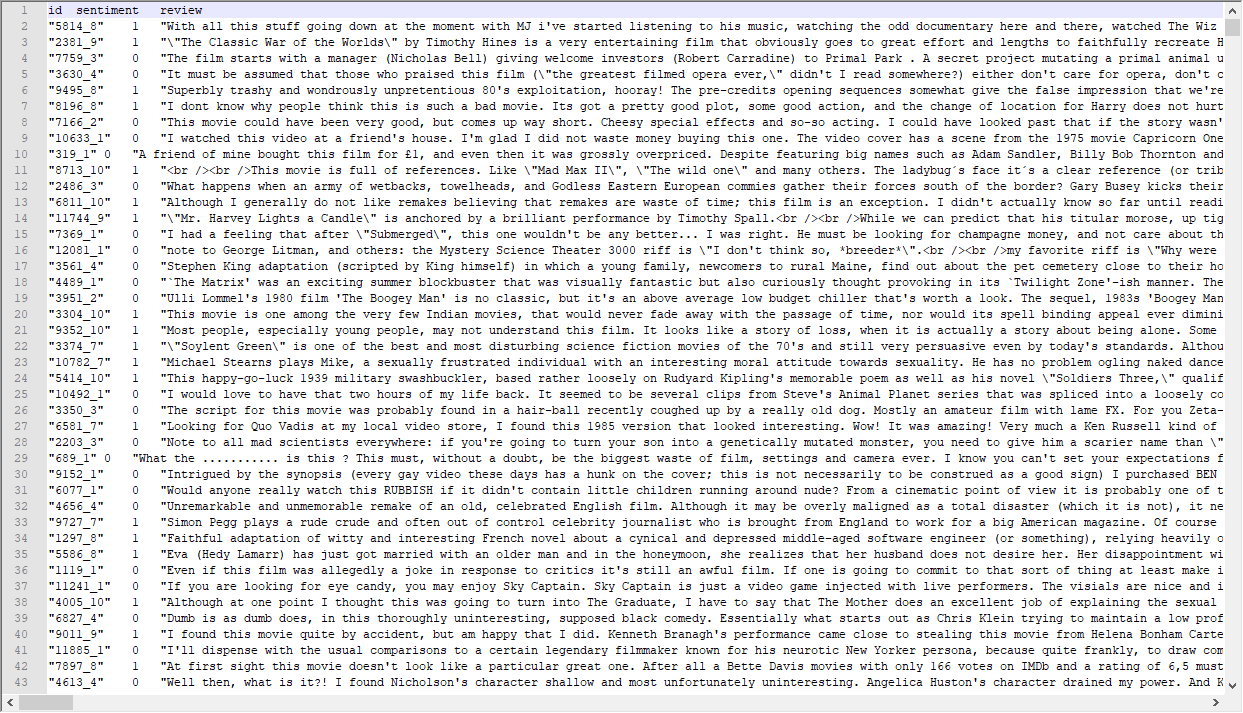 1 id sentiment review
2 "5814_8" 1 "With all this stuff going down at the moment with MJ i've started listening to his music, watching the odd documentary here and there, watched The Wiz
3 "2381_9" 1 "\"The Classic War of the Worlds\" by Timothy Hines is a very entertaining film that obviously goes to great effort and lengths to faithfully recreate H
4 "7759_3" 0 "The film starts with a manager (Nicholas Bell) giving welcome investors (Robert Carradine) to Primal Park . A secret project mutating a primal animal u
5 "3630_4" 0 "It must be assumed that those who praised this film (\"the greatest filmed opera ever,\" didn't I read somewhere?) either don't care for opera, don't c
6 "9495_8" 1 "Superbly trashy and wondrously unpretentious 80's exploitation, hooray! The pre-credits opening sequences somewhat give the false impression that we're
7 "8196_8" 1 "I dont know why people think this is such a bad movie. Its got a pretty good plot, some good action, and the change of location for Harry does not hurt
8 "7166_2" 0 "This movie could have been very good, but comes up way short. Cheesy special effects and so-so acting. I could have looked past that if the story wasn'
9 "10633_1" 0 "I watched this video at a friend's house. I'm glad I did not waste money buying this one. The video cover has a scene from the 1975 movie Capricorn One
10 "319_1" 0 "A friend of mine bought this film for £1, and even then it was grossly overpriced. Despite featuring big names such as Adam Sandler, Billy Bob Thornton and
11 "8713_10" 1 "<br /><br />This movie is full of references. Like \"Mad Max II\", \"The wild one\" and many others. The ladybug´s face it´s a clear reference (or trib
12 "2486_3" 0 "What happens when an army of wetbacks, towelheads, and Godless Eastern European commies gather their forces south of the border? Gary Busey kicks their
13 "6811_10" 1 "Although I generally do not like remakes believing that remakes are waste of time; this film is an exception. I didn't actually know so far until readi
14 "11744_9" 1 "\"Mr. Harvey Lights a Candle\" is anchored by a brilliant performance by Timothy Spall.<br /><br />While we can predict that his titular morose, up tig
15 "7369_1" 0 "I had a feeling that after \"Submerged\", this one wouldn't be any better... I was right. He must be looking for champagne money, and not care about th
16 "12081_1" 0 "note to George Litman, and others: the Mystery Science Theater 3000 riff is \"I don't think so, *breeder*\".<br /><br />my favorite riff is \"Why were
17 "3561_4" 0 "Stephen King adaptation (scripted by King himself) in which a young family, newcomers to rural Maine, find out about the pet cemetery close to their ho
18 "4489_1" 0 "`The Matrix' was an exciting summer blockbuster that was visually fantastic but also curiously thought provoking in its `Twilight Zone'-ish manner. The
19 "3951_2" 0 "Ulli Lommel's 1980 film 'The Boogey Man' is no classic, but it's an above average low budget chiller that's worth a look. The sequel, 1983s 'Boogey Man
20 "3304_10" 1 "This movie is one among the very few Indian movies, that would never fade away with the passage of time, nor would its spell binding appeal ever dimini
21 "9352_10" 1 "Most people, especially young people, may not understand this film. It looks like a story of loss, when it is actually a story about being alone. Some
22 "3374_7" 1 "\"Soylent Green\" is one of the best and most disturbing science fiction movies of the 70's and still very persuasive even by today's standards. Althou
23 "10782_7" 1 "Michael Stearns plays Mike, a sexually frustrated individual with an interesting moral attitude towards sexuality. He has no problem ogling naked dance
24 "5414_10" 1 "This happy-go-luck 1939 military swashbuckler, based rather loosely on Rudyard Kipling's memorable poem as well as his novel \"Soldiers Three,\" qualif
25 "10492_1" 0 "I would love to have that two hours of my life back. It seemed to be several clips from Steve's Animal Planet series that was spliced into a loosely co
26 "3350_3" 0 "The script for this movie was probably found in a hair-ball recently coughed up by a really old dog. Mostly an amateur film with lame FX. For you Zeta-
27 "6581_7" 1 "Looking for Quo Vadis at my local video store, I found this 1985 version that looked interesting. Wow! It was amazing! Very much a Ken Russell kind of
28 "2203_3" 0 "Note to all mad scientists everywhere: if you're going to turn your son into a genetically mutated monster, you need to give him a scarier name than \"
29 "689_1" 0 "What the ........... is this ? This must, without a doubt, be the biggest waste of film, settings and camera ever. I know you can't set your expectations f
30 "9152_1" 0 "Intrigued by the synopsis (every gay video these days has a hunk on the cover; this is not necessarily to be construed as a good sign) I purchased BEN
31 "6077_1" 0 "Would anyone really watch this RUBBISH if it didn't contain little children running around nude? From a cinematic point of view it is probably one of t
32 "4656_4" 0 "Unremarkable and unmemorable remake of an old, celebrated English film. Although it may be overly maligned as a total disaster (which it is not), it ne
33 "9727_7" 1 "Simon Pegg plays a rude crude and often out of control celebrity journalist who is brought from England to work for a big American magazine. Of course
34 "1297_8" 1 "Faithful adaptation of witty and interesting French novel about a cynical and depressed middle-aged software engineer (or something), relying heavily o
35 "5586_8" 1 "Eva (Hedy Lamarr) has just got married with an older man and in the honeymoon, she realizes that her husband does not desire her. Her disappointment wi
36 "1119_1" 0 "Even if this film was allegedly a joke in response to critics it's still an awful film. If one is going to commit to that sort of thing at least make i
37 "11241_1" 0 "If you are looking for eye candy, you may enjoy Sky Captain. Sky Captain is just a video game injected with live performers. The visials are nice and i
38 "4005_10" 1 "Although at one point I thought this was going to turn into The Graduate, I have to say that The Mother does an excellent job of explaining the sexual
39 "6827_4" 0 "Dumb is as dumb does, in this thoroughly uninteresting, supposed black comedy. Essentially what starts out as Chris Klein trying to maintain a low prof
40 "9011_9" 1 "I found this movie quite by accident, but am happy that I did. Kenneth Branagh's performance came close to stealing this movie from Helena Bonham Carte
41 "11885_1" 0 "I'll dispense with the usual comparisons to a certain legendary filmmaker known for his neurotic New Yorker persona, because quite frankly, to draw com
42 "7897_8" 1 "At first sight this movie doesn't look like a particular great one. After all a Bette Davis movies with only 166 votes on IMDb and a rating of 6,5 must
43 "4613_4" 0 "Well then, what is it?! I found Nicholson's character shallow and most unfortunately uninteresting. Angelica Huston's character drained my power. And K